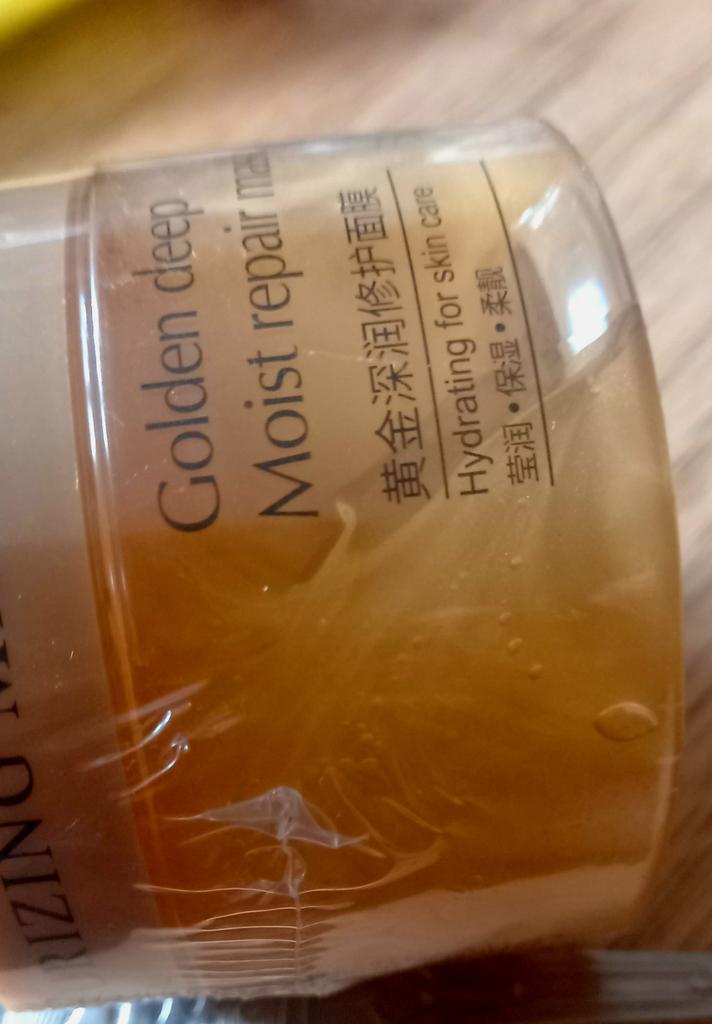 Golden deep
Moist repair
黄金深润修护面膜
Hydrating for skin care
莹润•保湿•柔靓